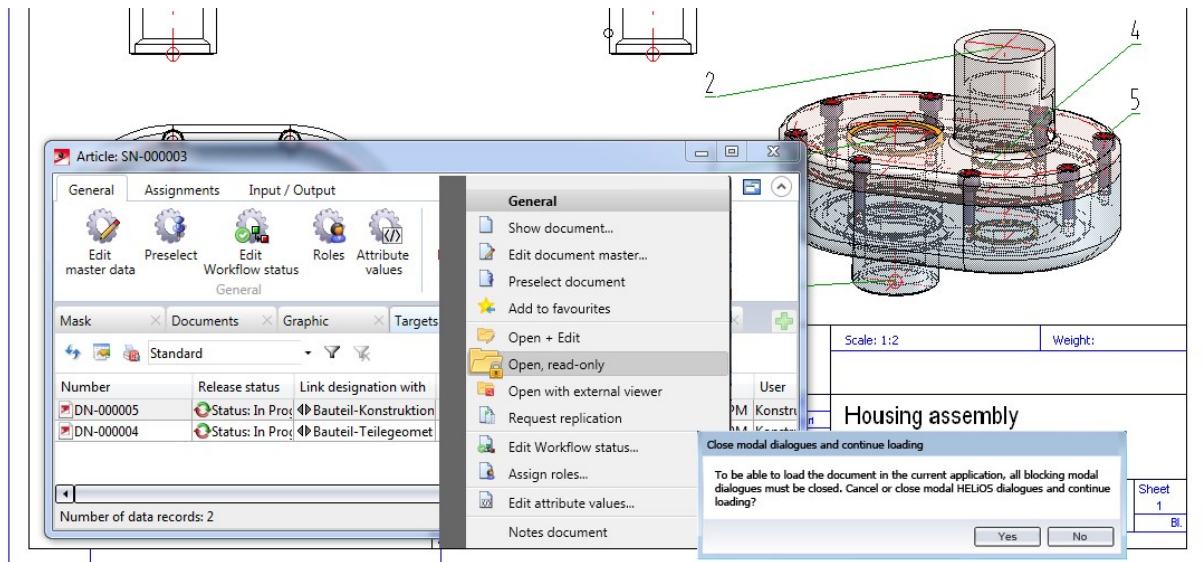 4
2
5
Article: SN-000003
General Assignments Input / Output
Edit master data
Preselect
Edit Workflow status
Roles
Attribute values
General
Mask Documents Graphic Targets
Standard
Number Release status Link designation with User
DN-000005 Status: In Prog Bauteil-Konstruktion PM Konstru
DN-000004 Status: In Prog Bauteil-Teilegeomet PM
Number of data records: 2
General
Show document...
Edit document master...
Preselect document
Add to favourites
Open + Edit
Open, read-only
Open with external viewer
Request replication
Edit Workflow status...
Assign roles...
Edit attribute values...
Notes document
Scale: 1:2 Weight:
Housing assembly
Sheet
1
Bl.
Close modal dialogues and continue loading
To be able to load the document in the current application, all blocking modal
dialogues must be closed. Cancel or close modal HELiOS dialogues and continue
loading?
Yes No